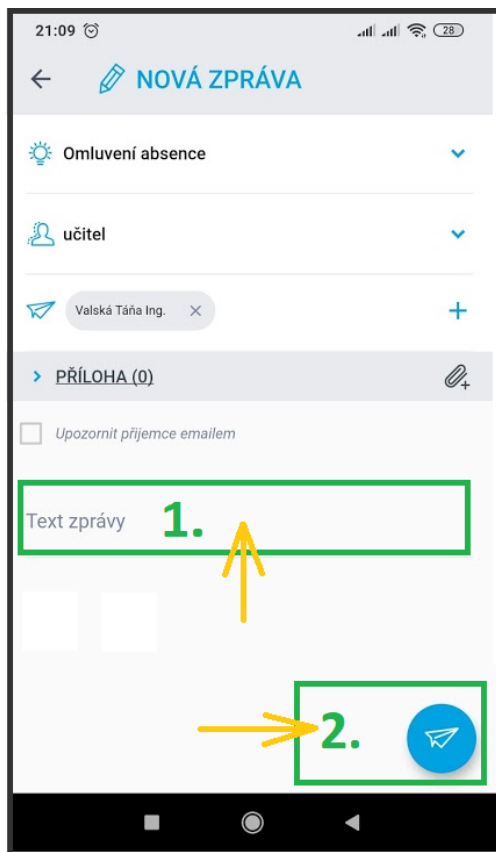 21:09 28
NOVÁ ZPRÁVA
Omluvení absence
učitel
Valská Táňa Ing.
PŘÍLOHA (0)
Upozornit příjemce emailem
Text zprávy 1.
2.